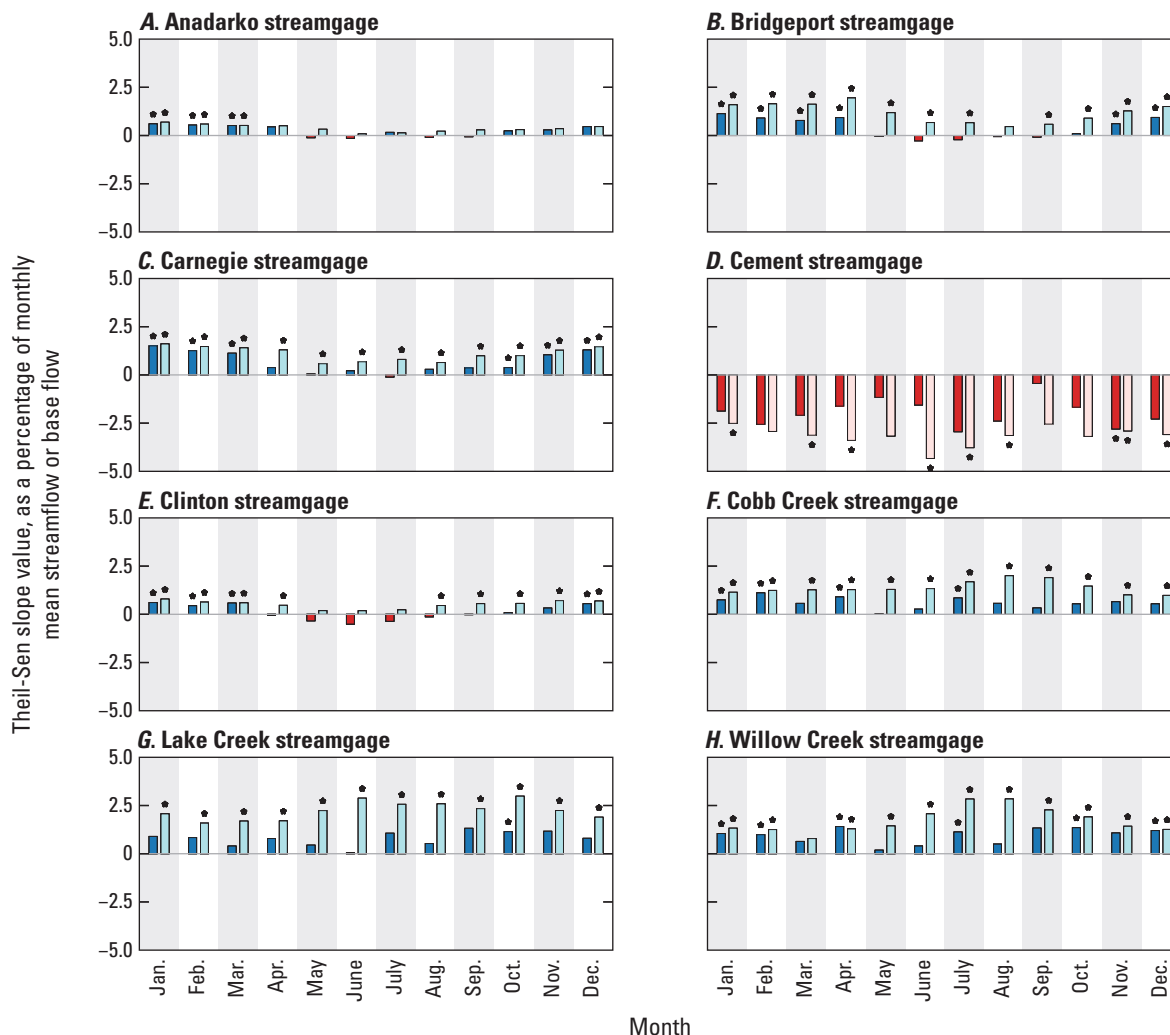 A. Anadarko streamgage
B. Bridgeport streamgage
5.0
2.5
0
−2.5
−5.0
C. Carnegie streamgage
D. Cement streamgage
5.0
2.5
0
−2.5
−5.0
E. Clinton streamgage
F. Cobb Creek streamgage
5.0
2.5
0
−2.5
−5.0
G. Lake Creek streamgage
H. Willow Creek streamgage
5.0
2.5
0
−2.5
−5.0
Theil-Sen slope value, as a percentage of monthly
mean streamflow or base flow
Jan.
Feb.
Mar.
Apr.
May
June
July
Aug.
Sep.
Oct.
Nov.
Dec.
Jan.
Feb.
Mar.
Apr.
May
June
July
Aug.
Sep.
Oct.
Nov.
Dec.
Month